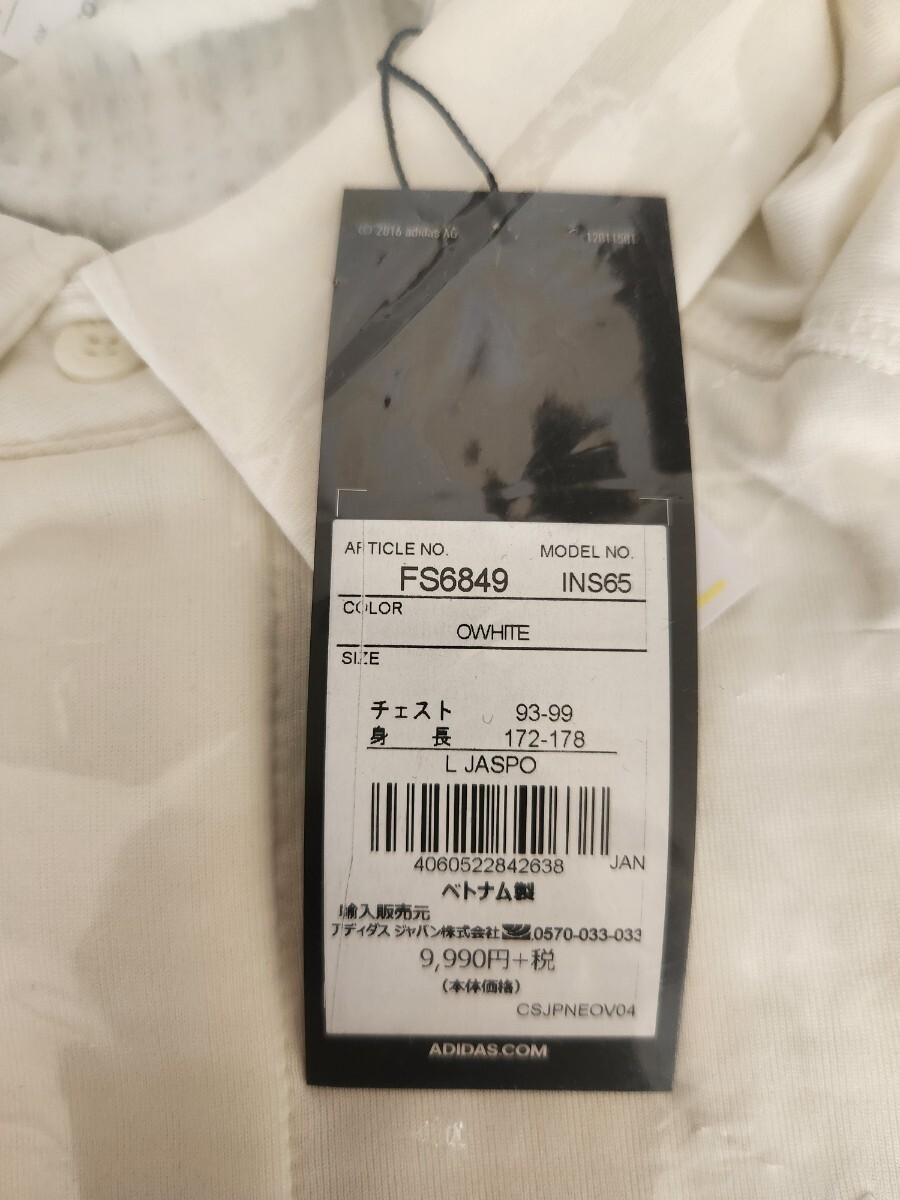 © 2016 adidas AG 12011501
ARTICLE NO. MODEL NO.
FS6849 INS65
COLOR
OWHITE
SIZE
チェスト 93-99
身長 172-178
L JASPO
4060522842638 JAN
ベトナム製
輸入販売元
アディダス ジャパン株式会社 0570-033-033
9,990円+税
(本体価格)
CSJPNEOV04
ADIDAS.COM